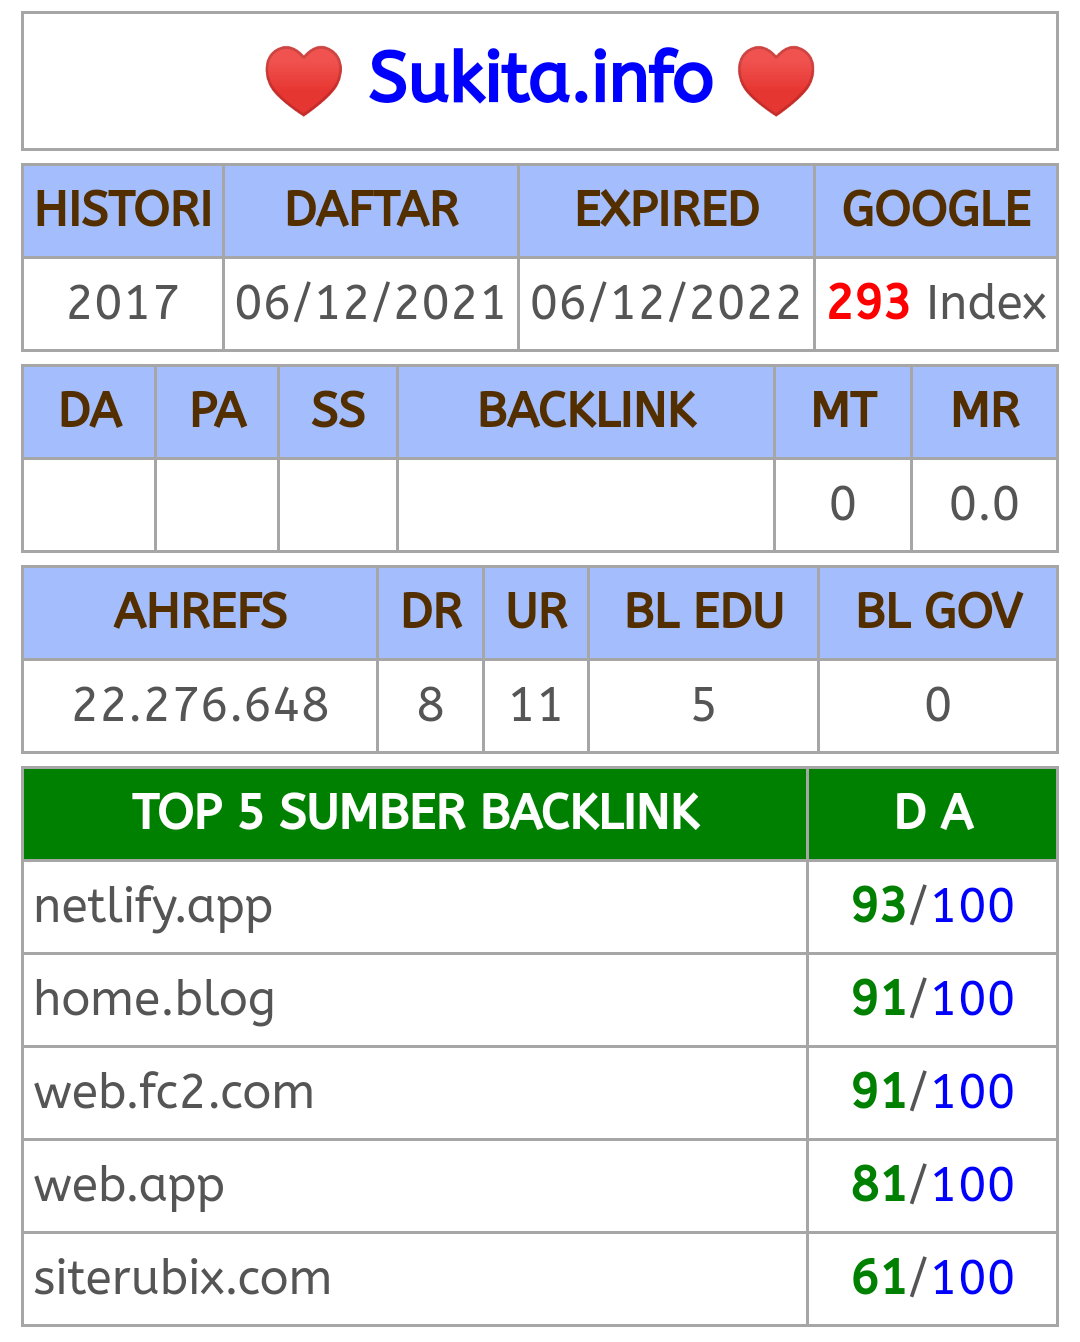 ❤️ Sukita.info ❤️
HISTORI DAFTAR EXPIRED GOOGLE
2017 06/12/2021 06/12/2022 293 Index
DA PA SS BACKLINK MT MR
0 0.0
AHREFS DR UR BL EDU BL GOV
22.276.648 8 11 5 0
TOP 5 SUMBER BACKLINK D A
netlify.app 93/100
home.blog 91/100
web.fc2.com 91/100
web.app 81/100
siterubix.com 61/100